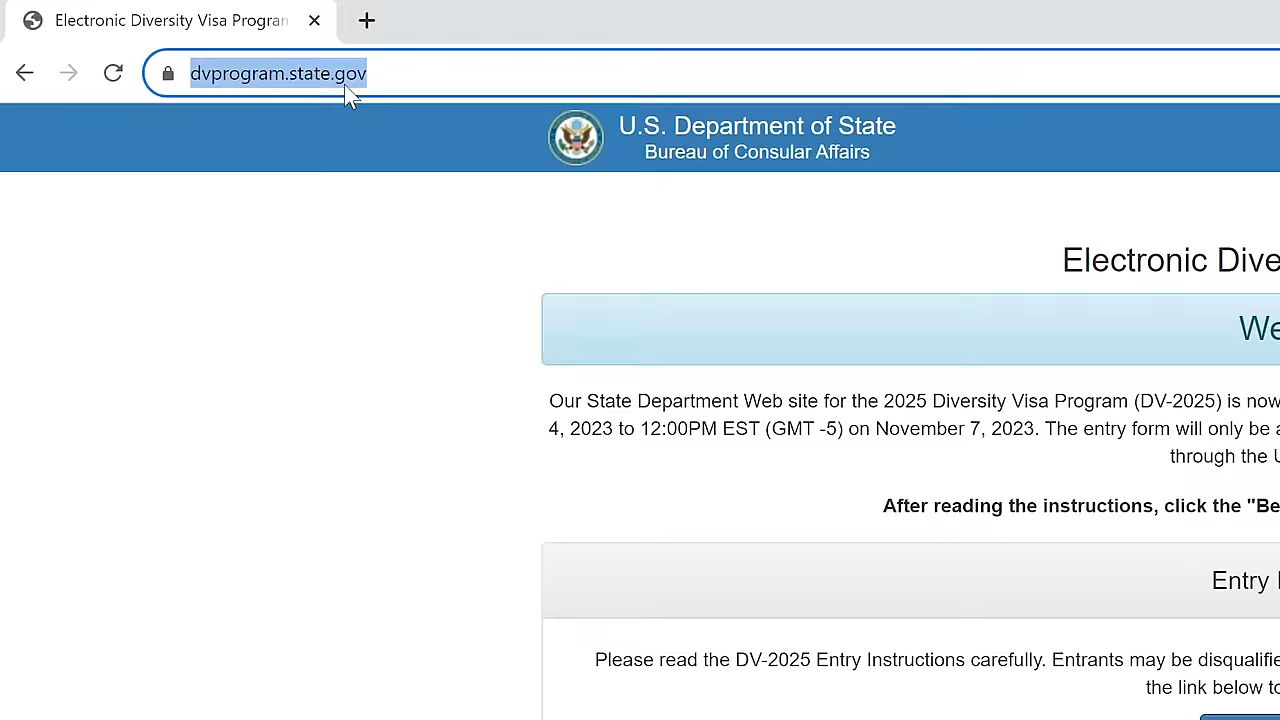 Electronic Diversity Visa Program
dvprogram.state.gov
U.S. Department of State
Bureau of Consular Affairs
Electronic Dive
We
Our State Department Web site for the 2025 Diversity Visa Program (DV-2025) is now
4, 2023 to 12:00PM EST (GMT -5) on November 7, 2023. The entry form will only be a
through the U
After reading the instructions, click the "Be
Entry I
Please read the DV-2025 Entry Instructions carefully. Entrants may be disqualifie
the link below to